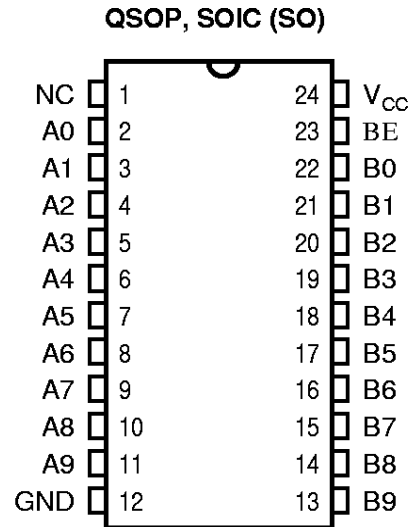 QSOP, SOIC (SO)
NC 1 24 VCC
A0 2 23 BE
A1 3 22 B0
A2 4 21 B1
A3 5 20 B2
A4 6 19 B3
A5 7 18 B4
A6 8 17 B5
A7 9 16 B6
A8 10 15 B7
A9 11 14 B8
GND 12 13 B9